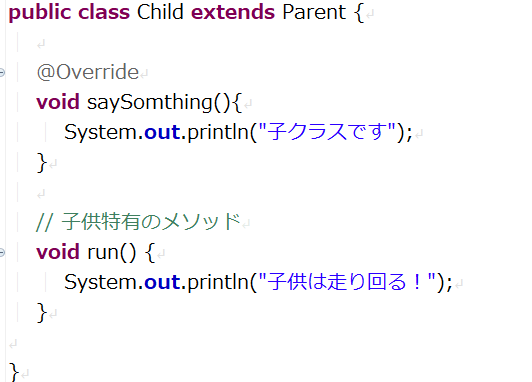 public class Child extends Parent {
@Override
void saySomthing(){
System.out.println("子クラスです");
}
// 子供特有のメソッド
void run() {
System.out.println("子供は走り回る！");
}
}